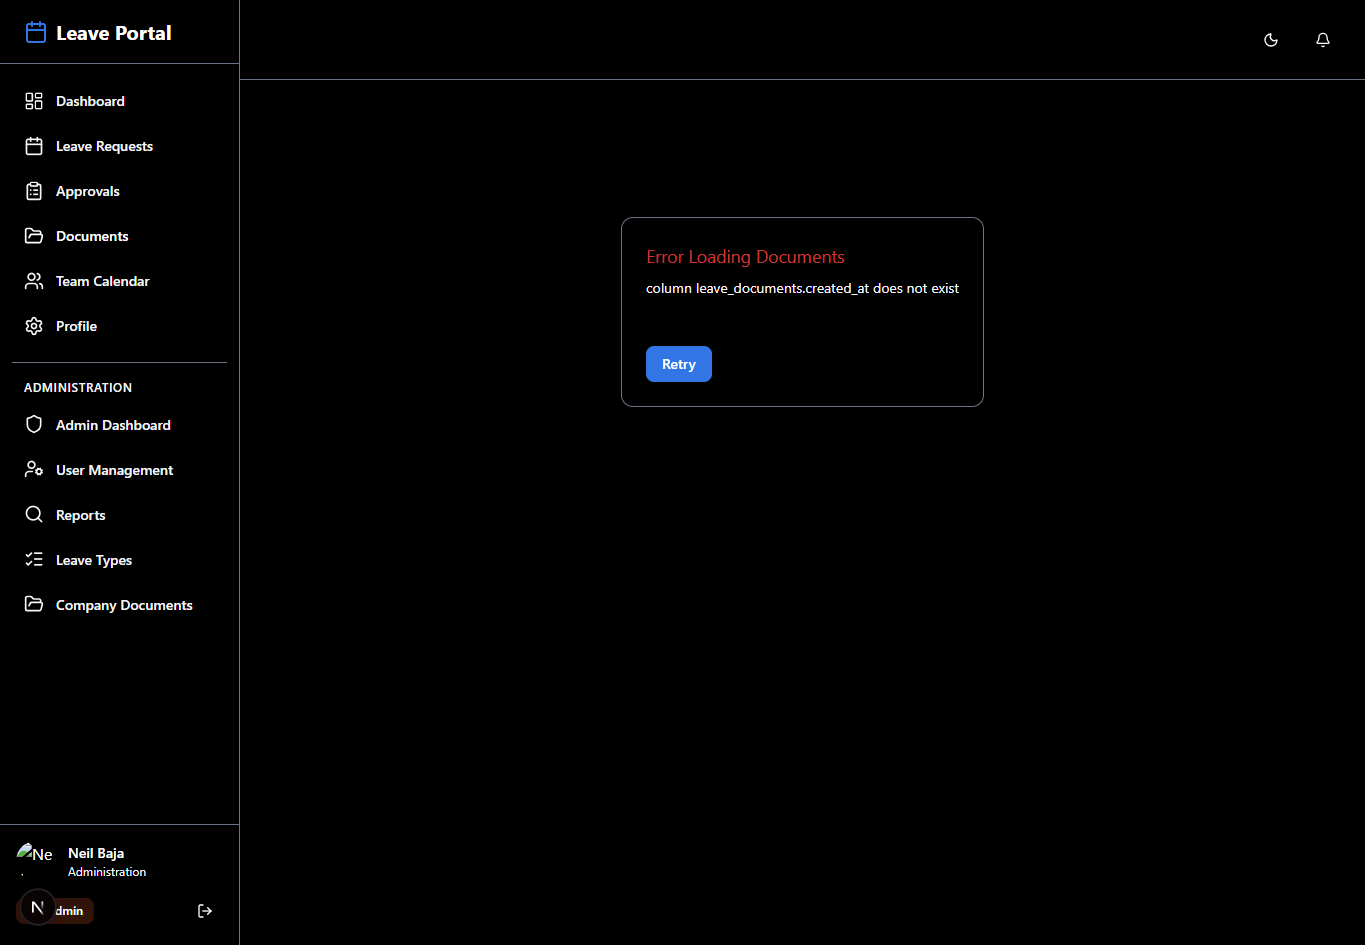 Leave Portal
Dashboard
Leave Requests
Approvals
Documents
Team Calendar
Profile
ADMINISTRATION
Admin Dashboard
User Management
Reports
Leave Types
Company Documents
Error Loading Documents
column leave_documents.created_at does not exist
Retry
Ne
Neil Baja
Administration
N
dmin